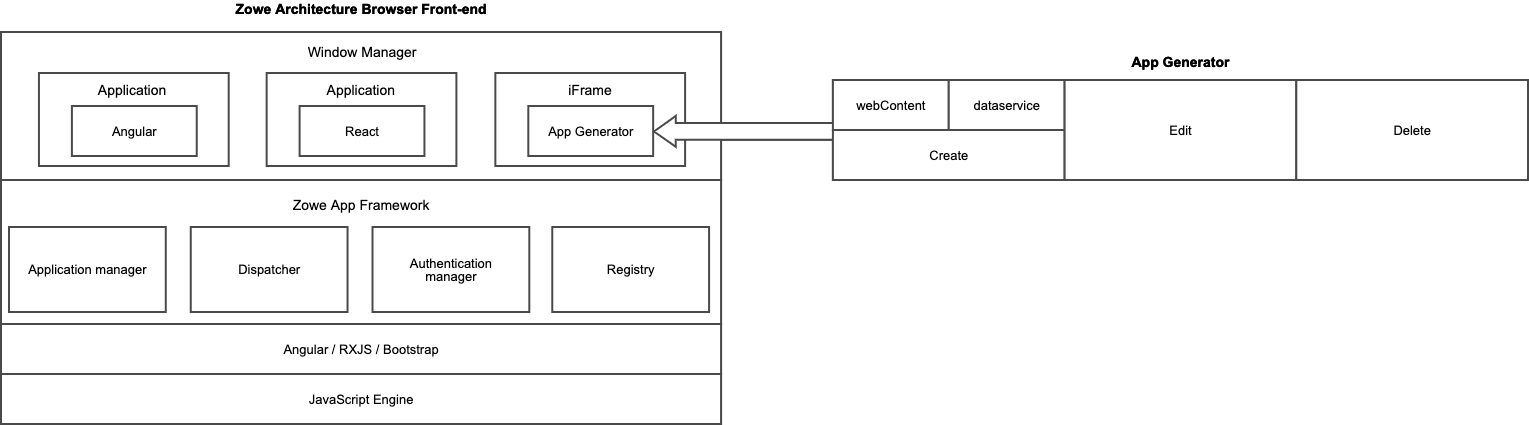 Zowe Architecture Browser Front-end
Window Manager
Application
Angular
Application
React
iFrame
App Generator
Zowe App Framework
Application manager
Dispatcher
Authentication
manager
Registry
Angular / RXJS / Bootstrap
JavaScript Engine
App Generator
webContent
dataservice
Create
Edit
Delete